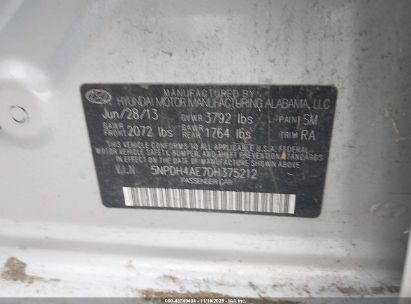 MANUFACTURED BY
HYUNDAI MOTOR MANUFACTURING ALABAMA, LLC
Jun/28/13 GVWR 3792 lbs PAINT SM
GAWR FRONT 2072 lbs GAWR REAR 1764 lbs TRIM RA
THIS VEHICLE CONFORMS TO ALL APPLICABLE U.S. FEDERAL MOTOR
VEHICLE SAFETY, BUMPER, AND THEFT PREVENTION
STANDARDS IN EFFECT ON THE DATE OF MANUFACTURE SHOWN ABOVE.
V.I.N. 5NPDH4AE7DH375212
PASSENGER CAR